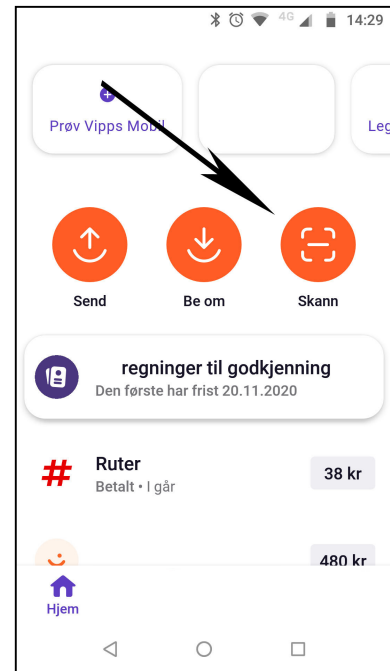 4G 14:29
Prøv Vipps Mobil
Leg
Send Be om Skann
regninger til godkjenning
Den første har frist 20.11.2020
Ruter
Betalt • I går
38 kr
480 kr
Hjem